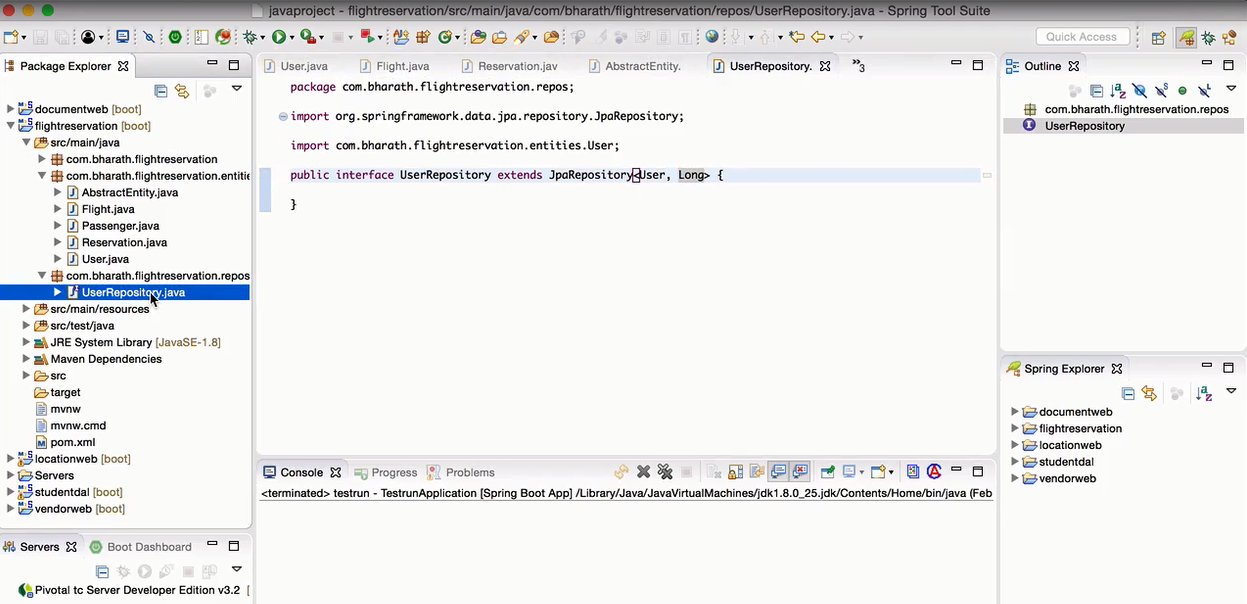 javaproject - flightreservation/src/main/java/com/bharath/flightreservation/repos/UserRepository.java - Spring Tool Suite
Quick Access
Package Explorer
documentweb [boot]
flightreservation [boot]
src/main/java
com.bharath.flightreservation
com.bharath.flightreservation.entitie
AbstractEntity.java
Flight.java
Passenger.java
Reservation.java
User.java
com.bharath.flightreservation.repos
UserRepository.java
src/main/resources
src/test/java
JRE System Library [JavaSE-1.8]
Maven Dependencies
src
target
mvnw
mvnw.cmd
pom.xml
locationweb [boot]
Servers
studentdal [boot]
vendorweb [boot]
Servers
Boot Dashboard
Pivotal tc Server Developer Edition v3.2 [
User.java
Flight.java
Reservation.jav
AbstractEntity.
UserRepository.
»3
package com.bharath.flightreservation.repos;
import org.springframework.data.jpa.repository.JpaRepository;
import com.bharath.flightreservation.entities.User;
public interface UserRepository extends JpaRepository<User, Long> {
}
Console
Progress
Problems
<terminated> testrun - TestrunApplication [Spring Boot App] /Library/Java/JavaVirtualMachines/jdk1.8.0_25.jdk/Contents/Home/bin/java (Feb
Outline
com.bharath.flightreservation.repos
UserRepository
Spring Explorer
documentweb
flightreservation
locationweb
studentdal
vendorweb